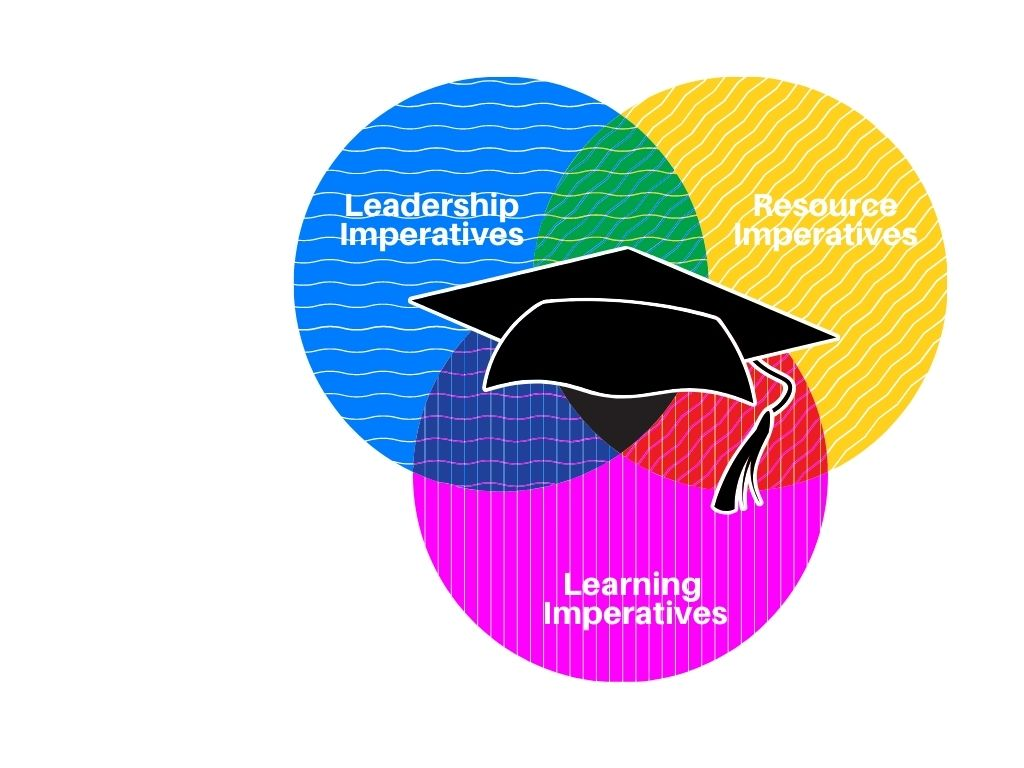 Leadership
Imperatives
Resource
Imperatives
Learning
Imperatives